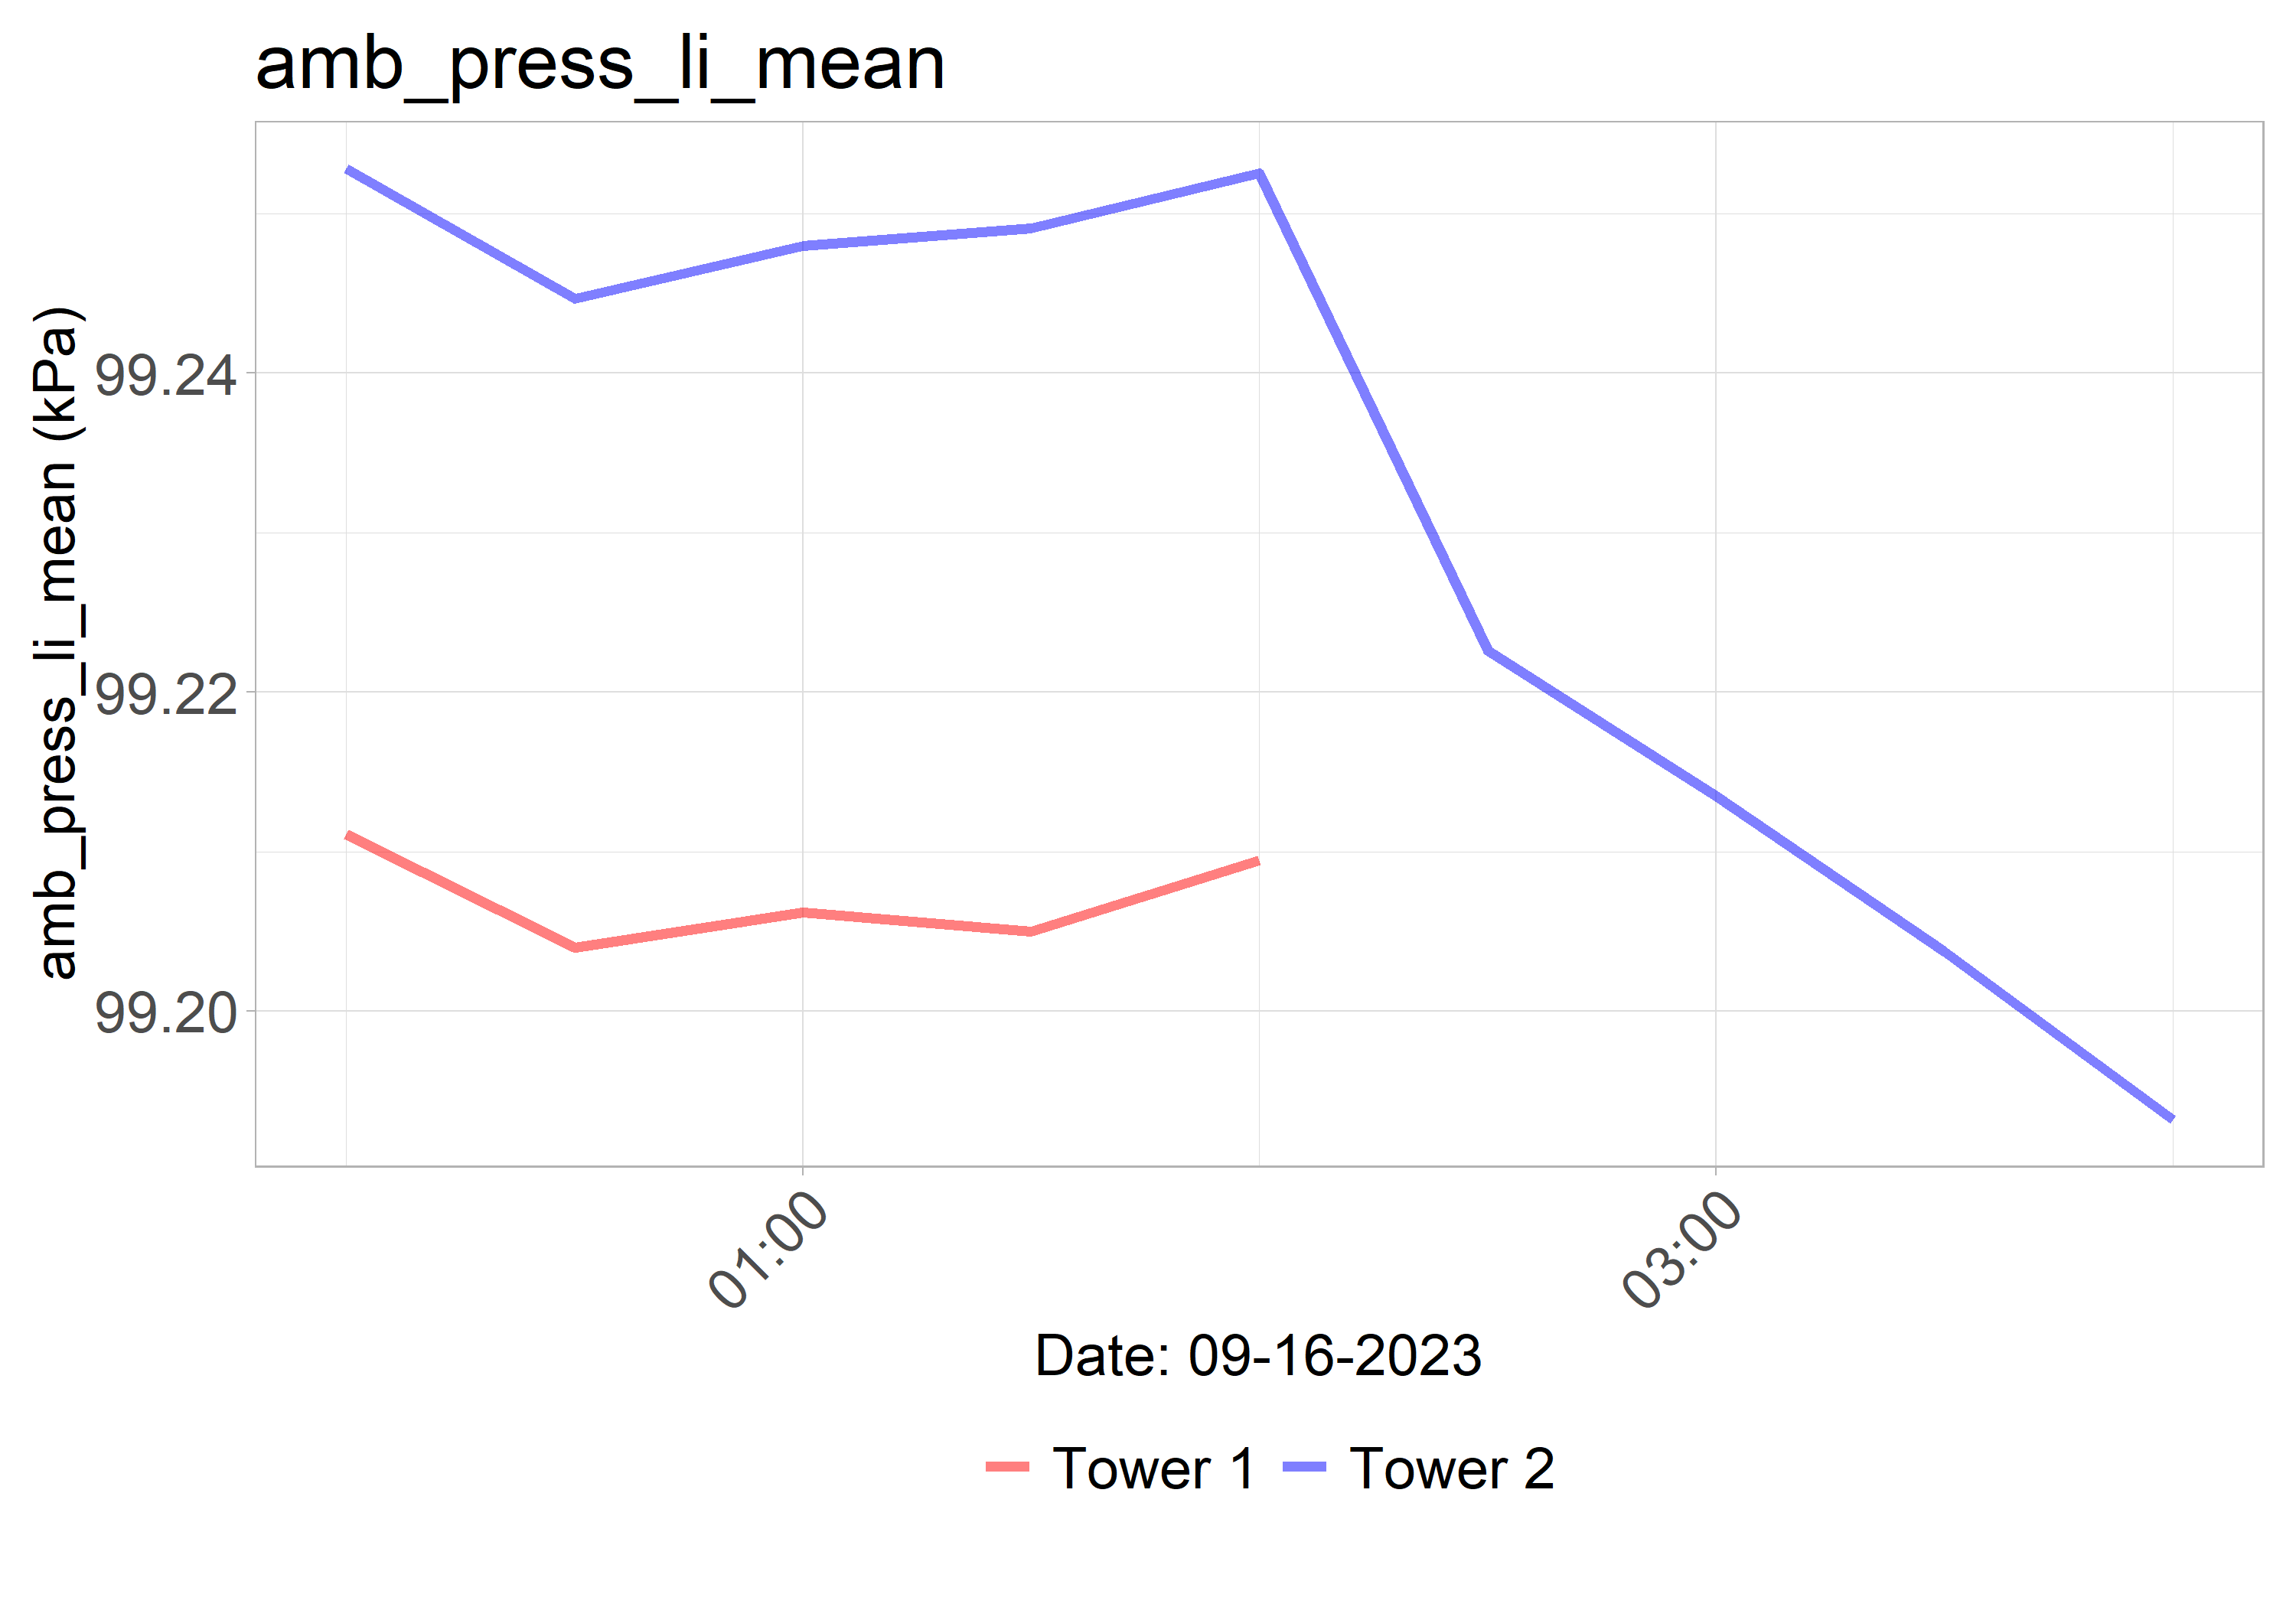 amb_press_li_mean
amb_press_li_mean (kPa)
99.24
99.22
99.20
01:00
03:00
Date: 09-16-2023
Tower 1
Tower 2